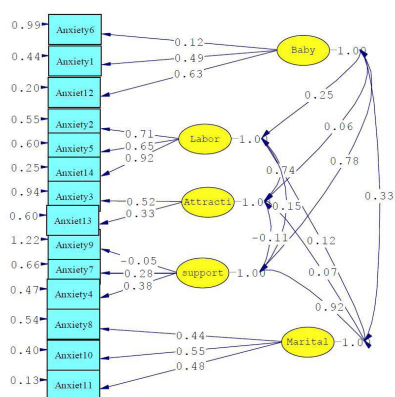 0.99 Anxiety6
0.12 Baby 1.00
0.44 Anxiety1
0.49
0.20 Anxiet12
0.63
0.25
0.55 Anxiety2
0.71
0.06
0.60 Anxiety5
0.65 Labor 1.0
0.78
0.25 Anxiet14
0.92
0.74
0.33
0.94 Anxiety3
0.52 Attracti 1.0
0.15
0.60 Anxiet13
0.33
1.22 Anxiety9
-0.11 0.12
-0.05
0.66 Anxiety7
0.28 support 1.00 0.07
0.47 Anxiety4
0.38
0.92
0.54 Anxiety8
0.44
0.40 Anxiet10
0.55 Marital 1.0
0.13 Anxiet11
0.48